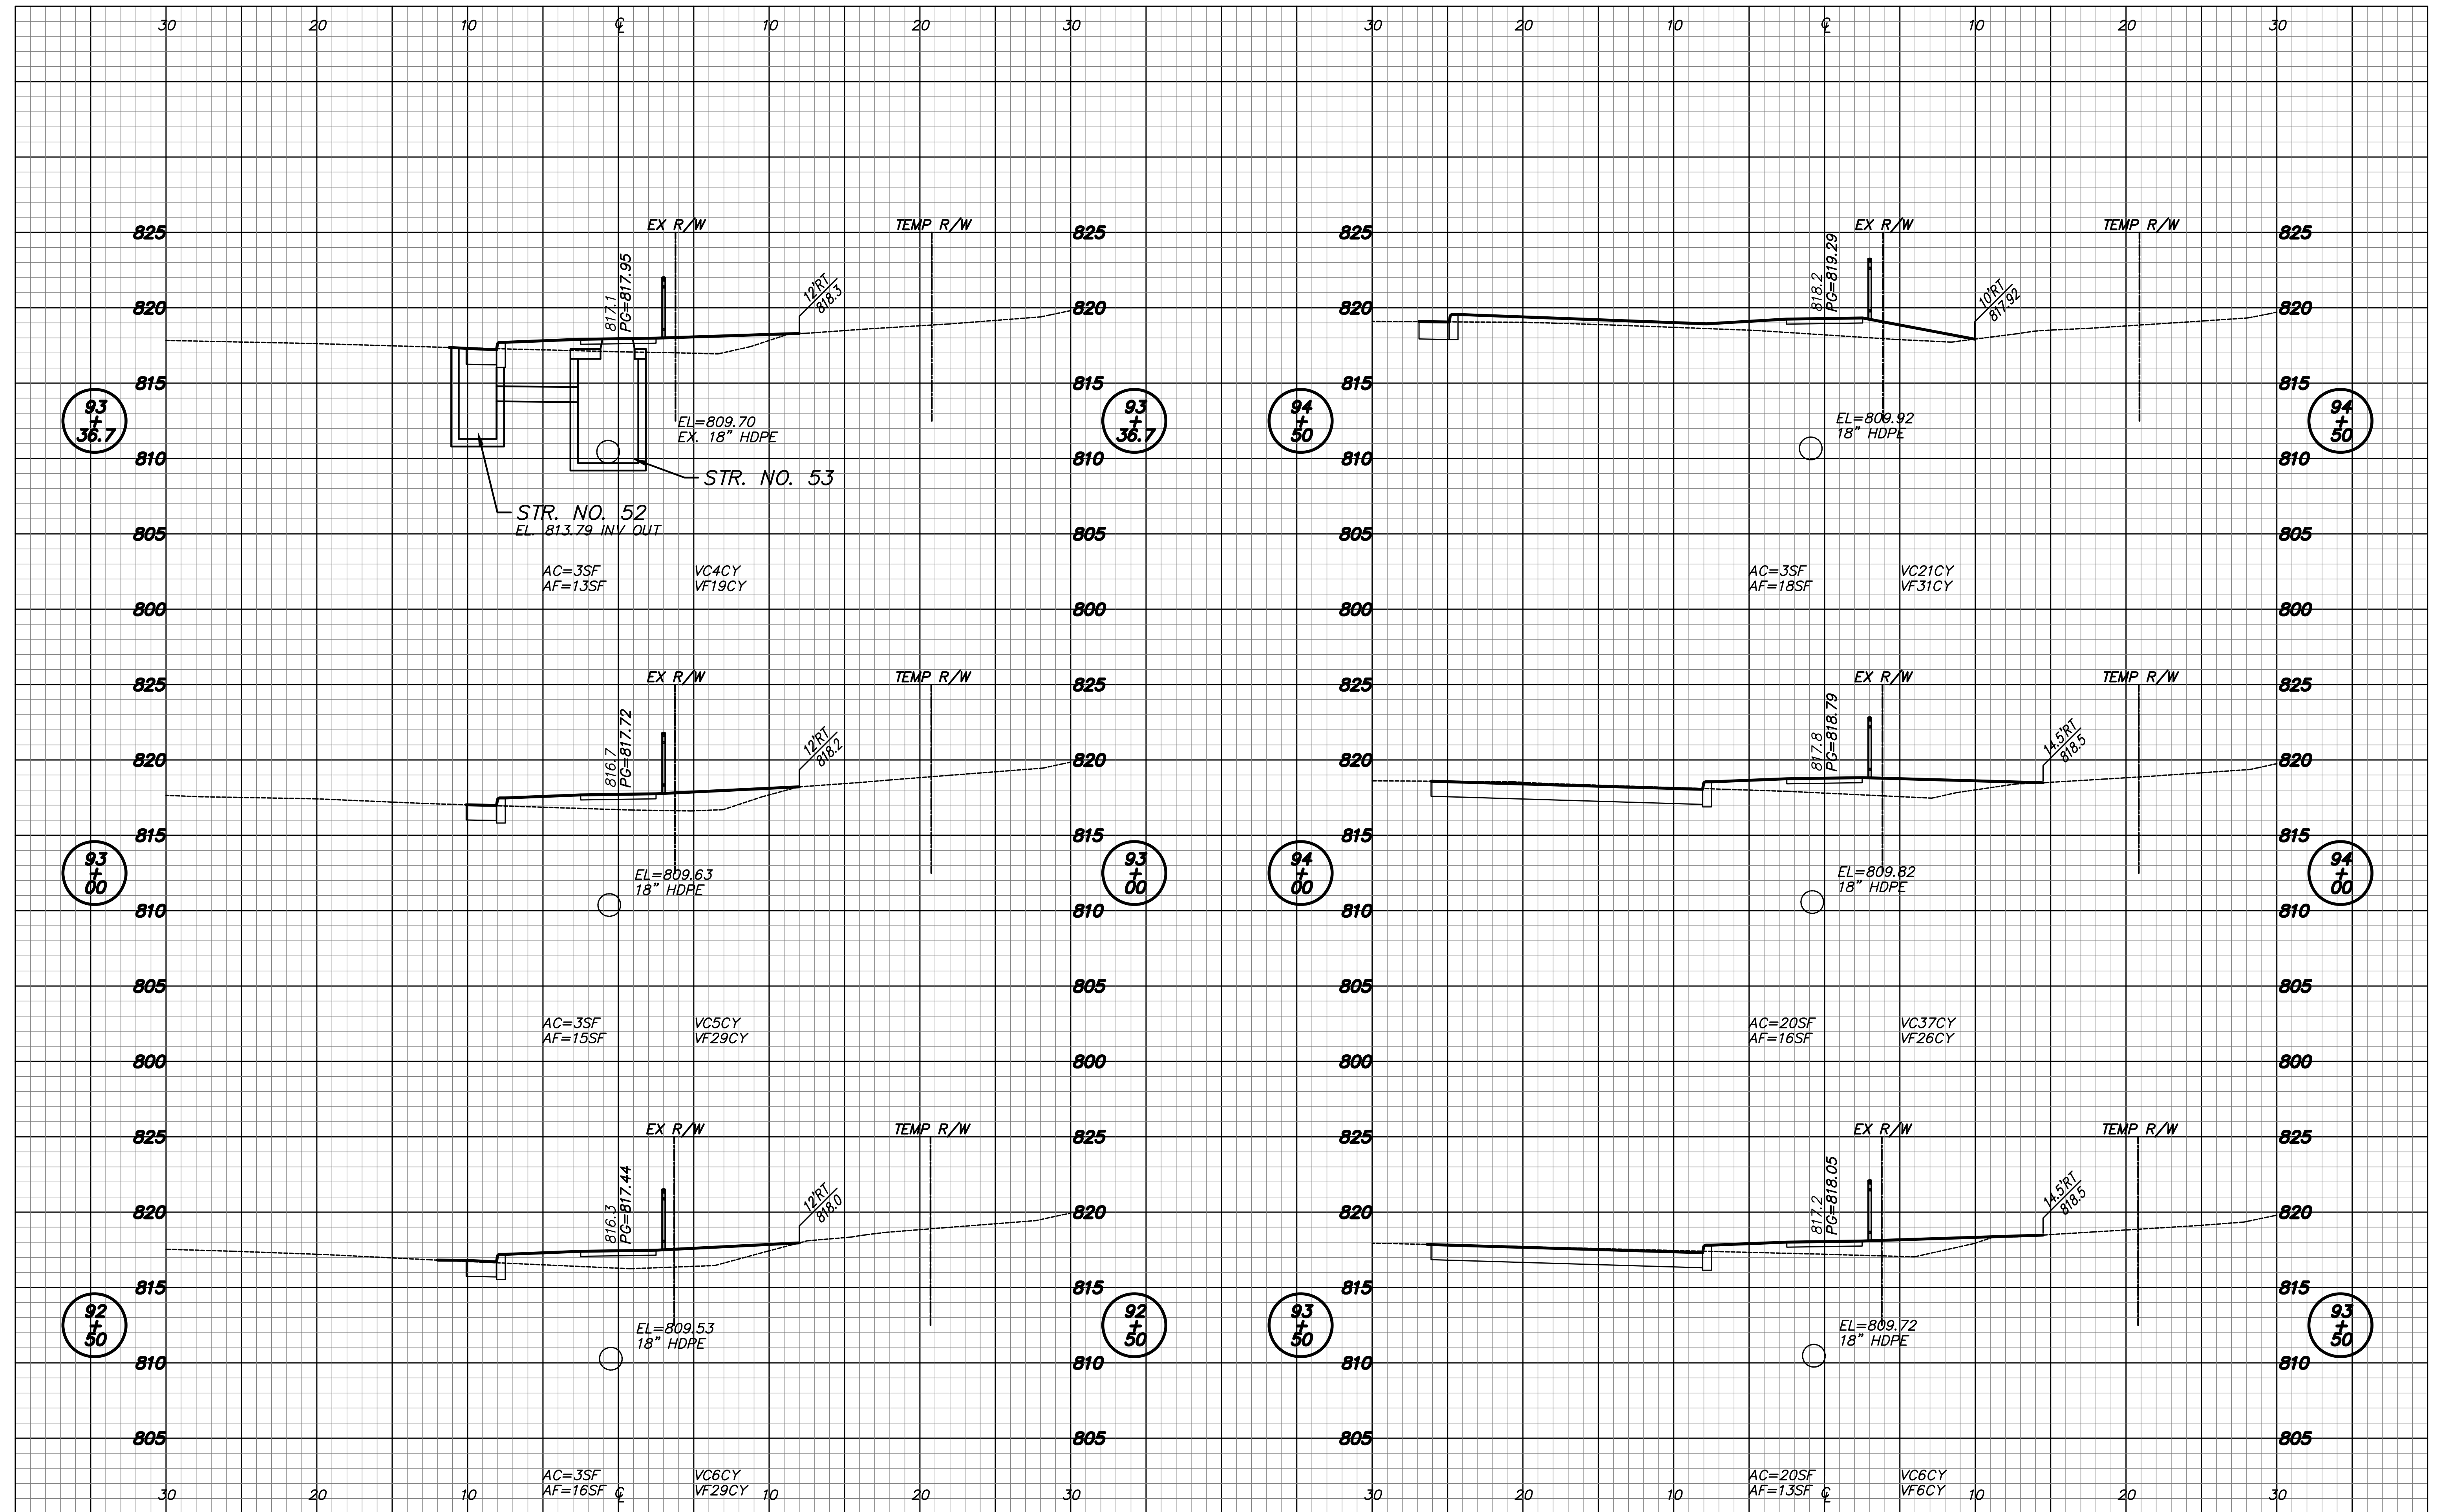 30 20 10 ℄ 10 20 30 30 20 10 ℄ 10 20 30
EX R/W TEMP R/W
825 825
817.1
PG=817.95
12'RT
818.3
820 820
815 815
93
+
36.7
93
+
36.7
EL=809.70
EX. 18" HDPE
810 810
STR. NO. 53
STR. NO. 52
EL. 813.79 INV OUT
805 805
AC=3SF VC4CY
AF=13SF VF19CY
800 800
EX R/W TEMP R/W
825 825
818.2
PG=819.29
10'RT
817.92
820 820
815 815
94
+
50
94
+
50
EL=809.92
18" HDPE
810 810
805 805
AC=3SF VC21CY
AF=18SF VF31CY
800 800
EX R/W TEMP R/W
825 825
816.7
PG=817.72
12'RT
818.2
820 820
815 815
93
+
00
93
+
00
EL=809.63
18" HDPE
810 810
805 805
AC=3SF VC5CY
AF=15SF VF29CY
800 800
EX R/W TEMP R/W
825 825
817.8
PG=818.79
14.5'RT
818.5
820 820
815 815
94
+
00
94
+
00
EL=809.82
18" HDPE
810 810
805 805
AC=20SF VC37CY
AF=16SF VF26CY
800 800
EX R/W TEMP R/W
825 825
816.3
PG=817.44
12'RT
818.0
820 820
815 815
92
+
50
92
+
50
EL=809.53
18" HDPE
810 810
805 805
AC=3SF VC6CY
AF=16SF VF29CY
EX R/W TEMP R/W
825 825
817.2
PG=818.05
14.5'RT
818.5
820 820
815 815
93
+
50
93
+
50
EL=809.72
18" HDPE
810 810
805 805
AC=20SF VC6CY
AF=13SF VF6CY
30 20 10 ℄ 10 20 30 30 20 10 ℄ 10 20 30